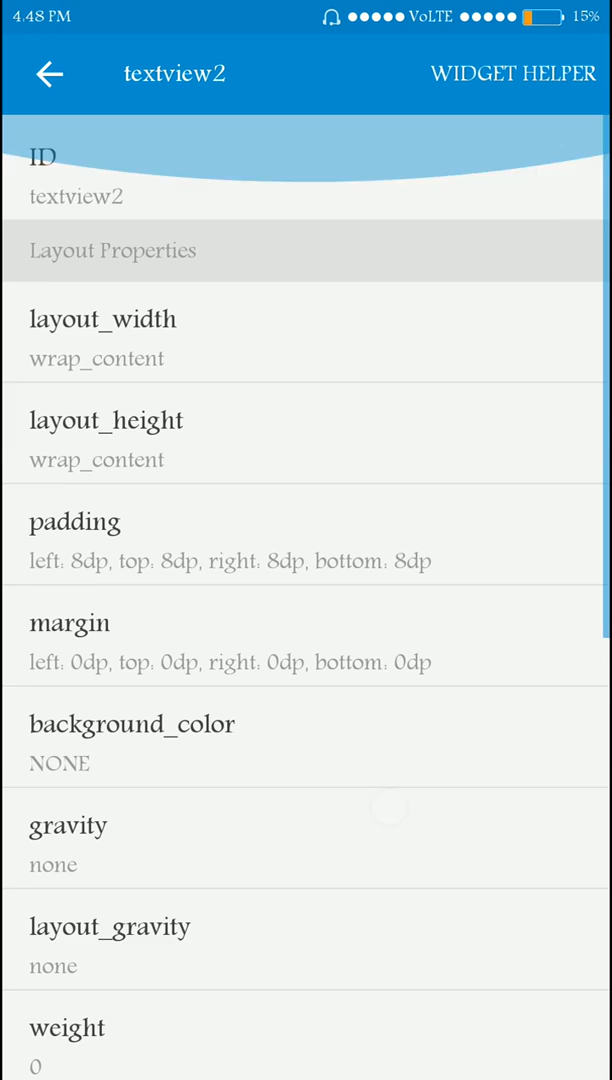 4.48 PM VoLTE 15%
textview2 WIDGET HELPER
ID
textview2
Layout Properties
layout_width
wrap_content
layout_height
wrap_content
padding
left: 8dp, top: 8dp, right: 8dp, bottom: 8dp
margin
left: 0dp, top: 0dp, right: 0dp, bottom: 0dp
background_color
NONE
gravity
none
layout_gravity
none
weight
0